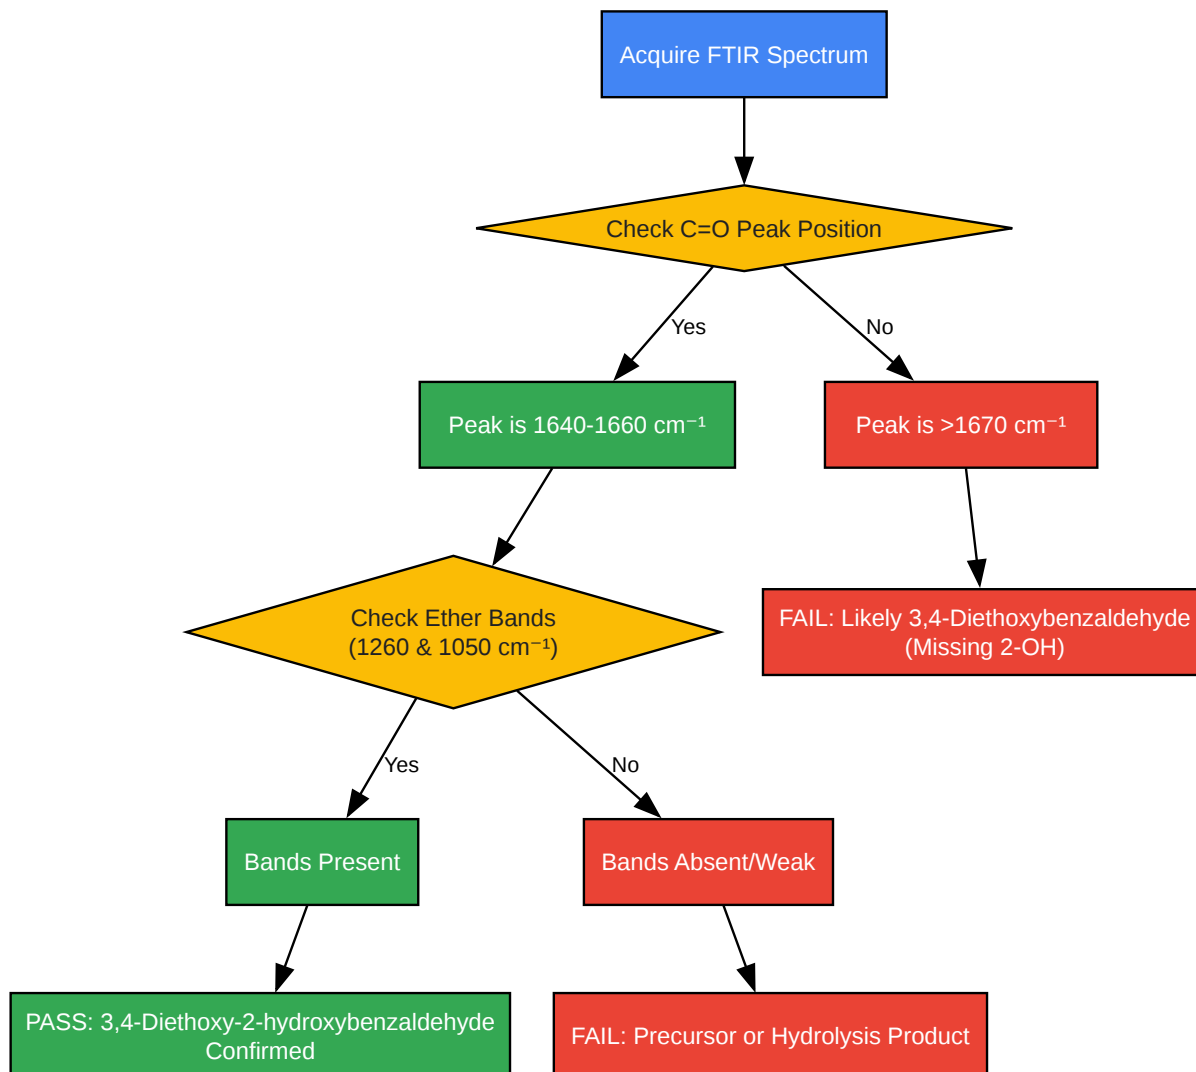 Acquire FTIR Spectrum
Check C=O Peak Position
Yes
No
Peak is 1640-1660 cm⁻¹
Peak is >1670 cm⁻¹
Check Ether Bands
(1260 & 1050 cm⁻¹)
FAIL: Likely 3,4-Diethoxybenzaldehyde
(Missing 2-OH)
Yes
No
Bands Present
Bands Absent/Weak
PASS: 3,4-Diethoxy-2-hydroxybenzaldehyde
Confirmed
FAIL: Precursor or Hydrolysis Product